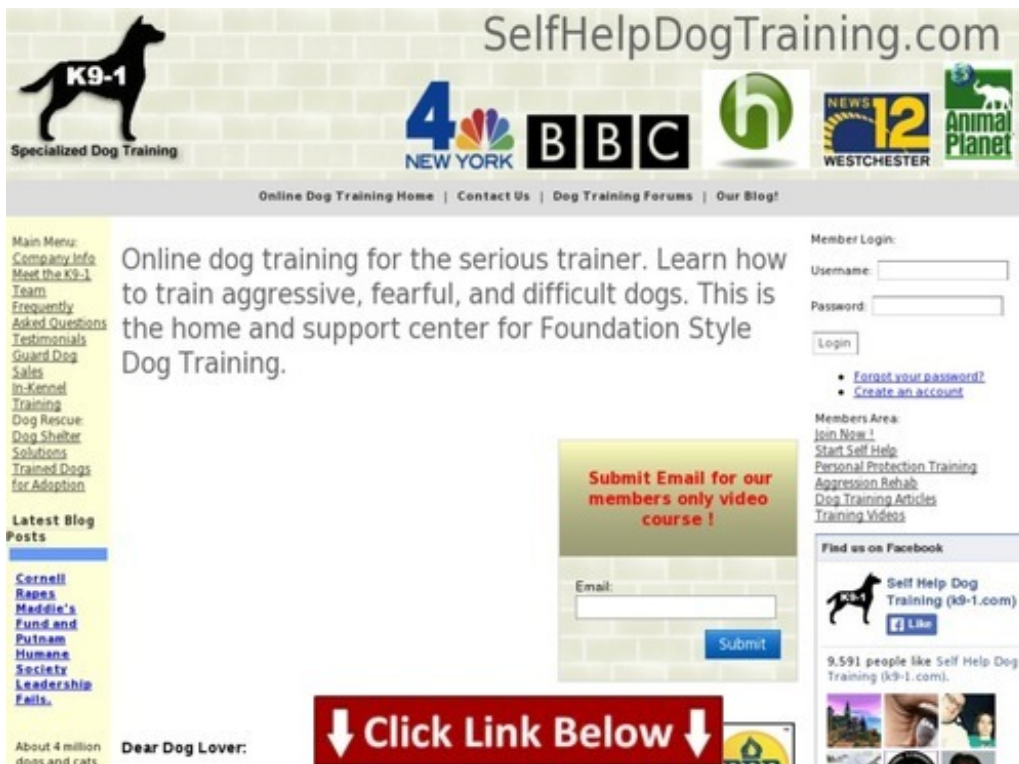 SelfHelpDogTraining.com
K9-1
Specialized Dog Training
4
NEW YORK
BBC
h
NEWS 12
WESTCHESTER
Animal
Planet
Online Dog Training Home | Contact Us | Dog Training Forums | Our Blog!
Main Menu:
Company Info
Meet the K9-1
Team
Frequently
Asked Questions
Testimonials
Guard Dog
Sales
In-Kennel
Training
Dog Rescue:
Dog Shelter
Solutions
Trained Dogs
for Adoption
Latest Blog
Posts
Cornell
Rapes
Maddie's
Fund and
Putnam
Humane
Society
Leadership
Fails.
About 4 million
dogs and cats
Online dog training for the serious trainer. Learn how
to train aggressive, fearful, and difficult dogs. This is
the home and support center for Foundation Style
Dog Training.
Submit Email for our
members only video
course !
Email:
Submit
Click Link Below
Dear Dog Lover:
BBB
Member Login:
Username:
Password:
Login
Forgot your password?
Create an account
Members Area:
Join Now !
Start Self Help
Personal Protection Training
Aggression Rehab
Dog Training Articles
Training Videos
Find us on Facebook
K9-1
Self Help Dog
Training (k9-1.com)
Like
9,591 people like Self Help Dog
Training (k9-1.com).